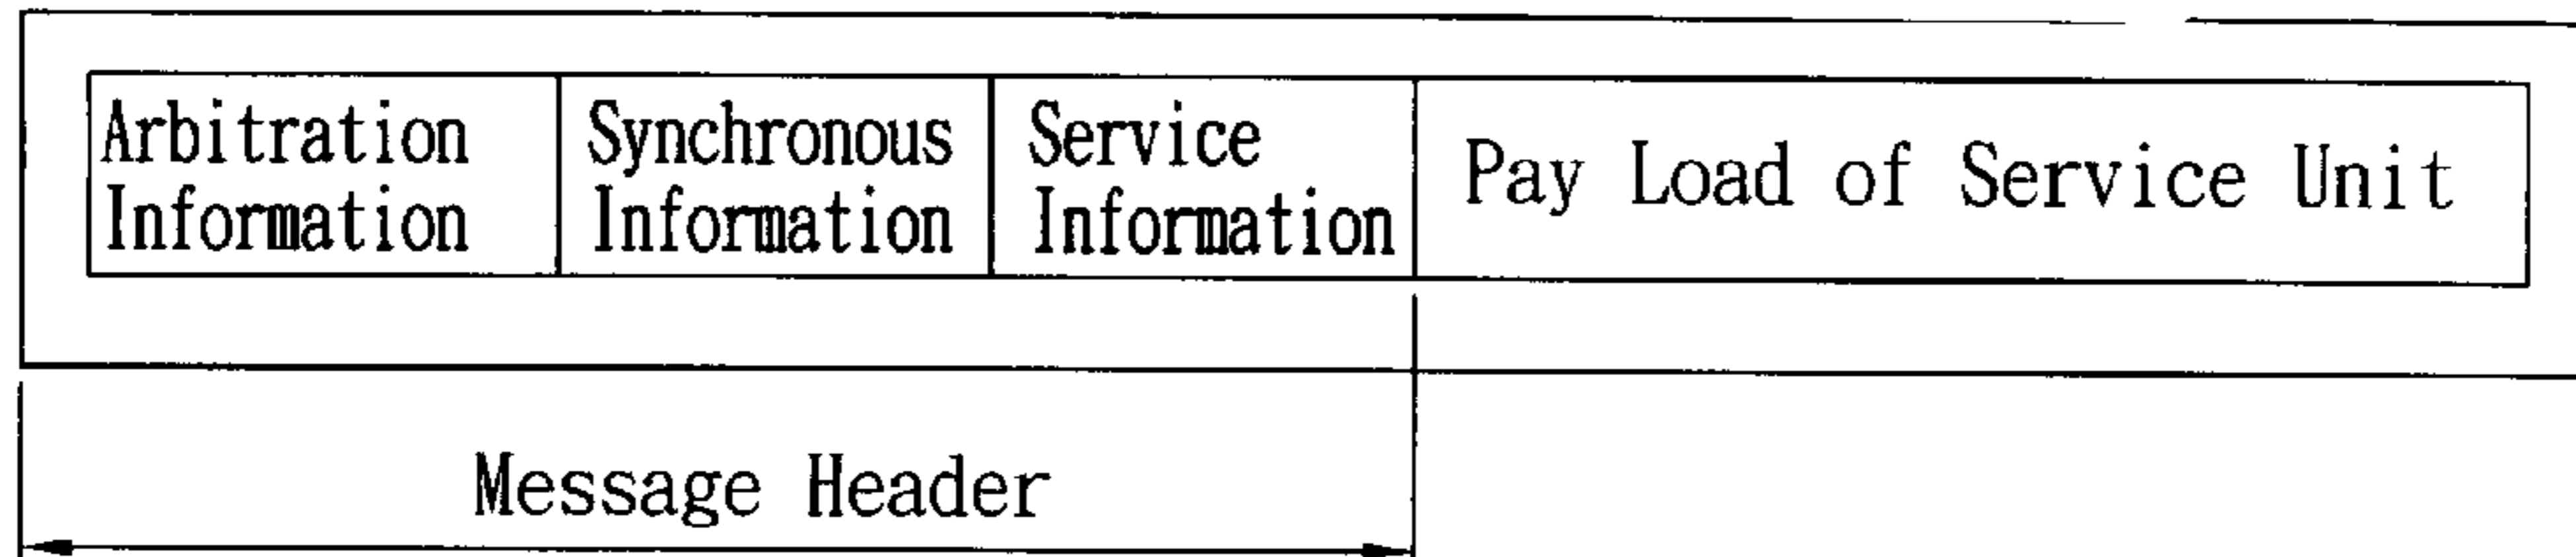 Arbitration
Information
Synchronous
Information
Service
Information
Pay Load of Service Unit
Message Header